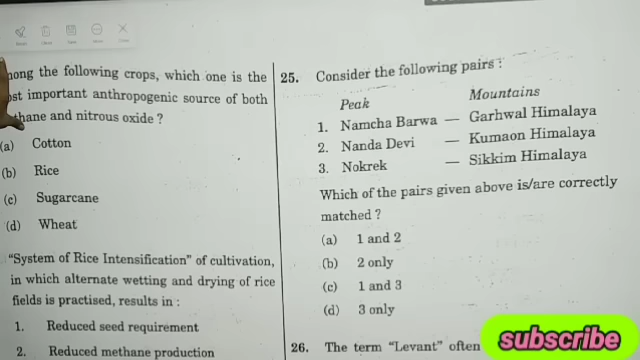 ong the following crops, which one is the
st important anthropogenic source of both
thane and nitrous oxide ?
(a) Cotton
(b) Rice
(c) Sugarcane
(d) Wheat
"System of Rice Intensification" of cultivation,
in which alternate wetting and drying of rice
fields is practised, results in :
1. Reduced seed requirement
2. Reduced methane production
25. Consider the following pairs :
Peak Mountains
1. Namcha Barwa — Garhwal Himalaya
2. Nanda Devi — Kumaon Himalaya
3. Nokrek — Sikkim Himalaya
Which of the pairs given above is/are correctly
matched ?
(a) 1 and 2
(b) 2 only
(c) 1 and 3
(d) 3 only
26. The term "Levant" often
subscribe